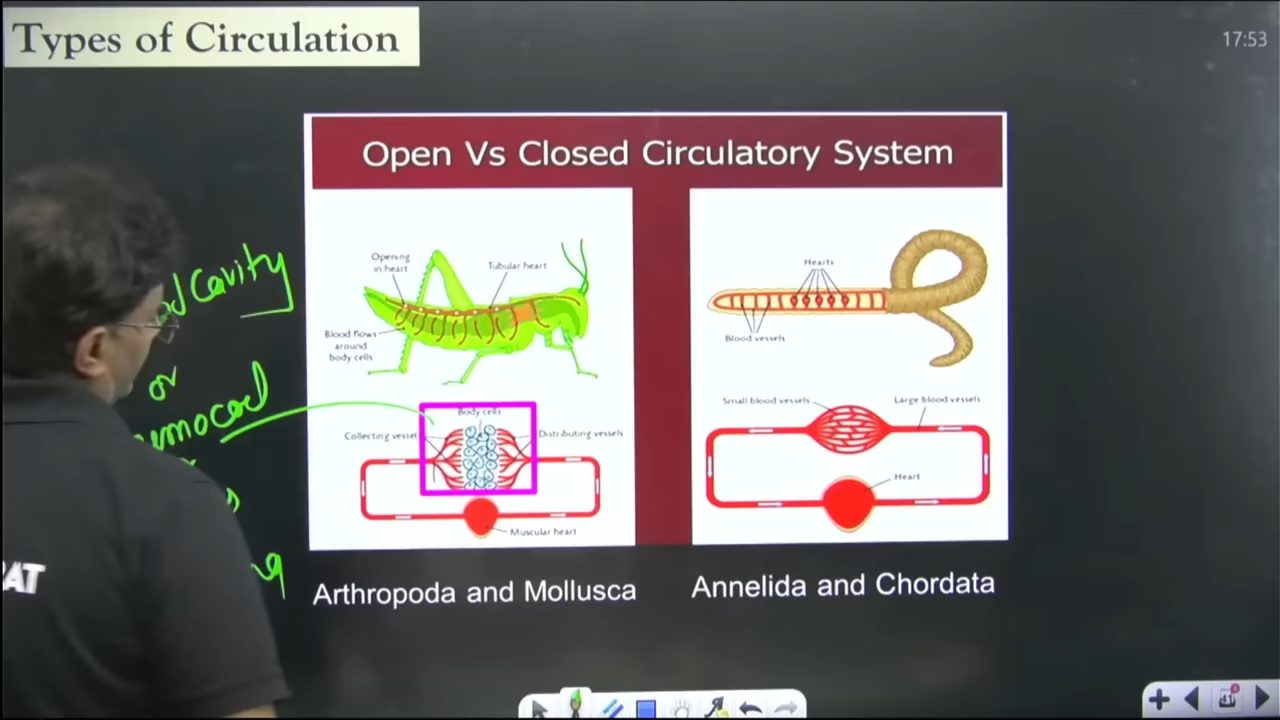 Types of Circulation
17:53
Open Vs Closed Circulatory System
Opening
in heart
Tubular heart
Blood flows
around
body cells
Body cells
Collecting vessel
Distributing vessels
Muscular heart
Hearts
Blood vessels
Small blood vessels
Large blood vessels
Heart
Arthropoda and Mollusca
Annelida and Chordata
Cavity
or